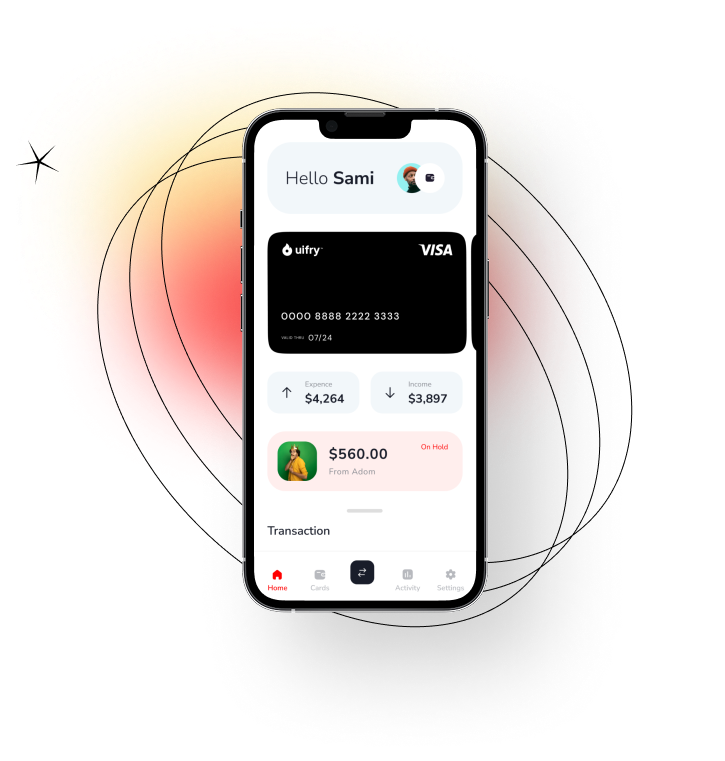 Hello Sami
uifry™
VISA
0000 8888 2222 3333
VALID THRU 07/24
Expence
$4,264
Income
$3,897
$560.00
On Hold
From Adom
Transaction
Home
Cards
Activity
Settings